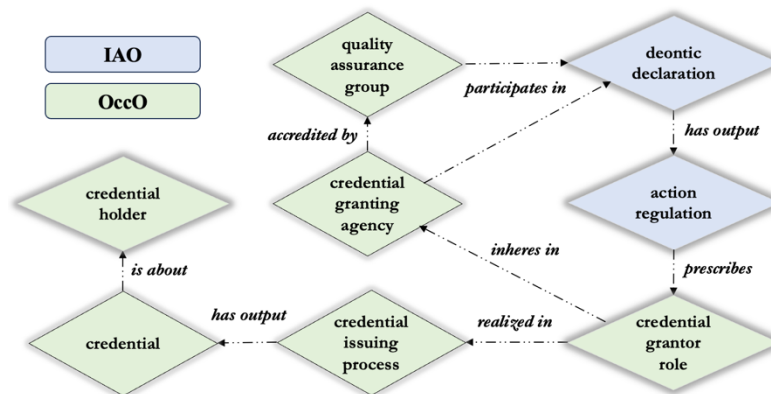 IAO
OccO
quality
assurance
group
participates in
deontic
declaration
has output
accredited by
credential
granting
agency
action
regulation
credential
holder
inheres in
prescribes
is about
has output
realized in
credential
credential
issuing
process
credential
grantor
role